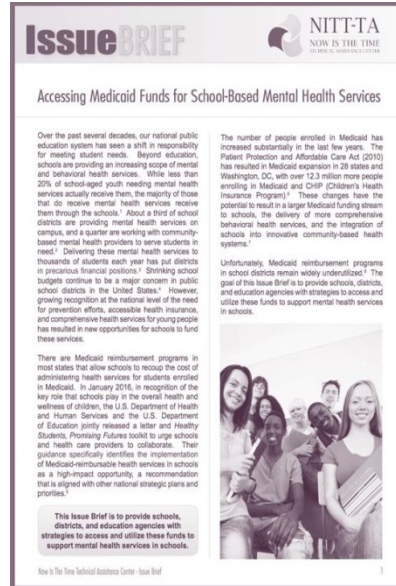 IssueBRIEF
NITT-TA
NOW IS THE TIME
TECHNICAL ASSISTANCE CENTER
Accessing Medicaid Funds for School-Based Mental Health Services
Over the past several decades, our national public
education system has seen a shift in responsibility
for meeting student needs. Beyond education,
schools are providing an increasing scope of mental
and behavioral health services. While less than
20% of school-aged youth needing mental health
services actually receive them, the majority of those
that do receive mental health services receive
them through the schools.1 About a third of school
districts are providing mental health services on
campus, and a quarter are working with community-
based mental health providers to serve students in
need.2 Delivering these mental health services to
thousands of students each year has put districts
in precarious financial positions.3 Shrinking school
budgets continue to be a major concern in public
school districts in the United States.4 However,
growing recognition at the national level of the need
for prevention efforts, accessible health insurance,
and comprehensive health services for young people
has resulted in new opportunities for schools to fund
these services.
There are Medicaid reimbursement programs in
most states that allow schools to recoup the cost of
administering health services for students enrolled
in Medicaid. In January 2016, in recognition of the
key role that schools play in the overall health and
wellness of children, the U.S. Department of Health
and Human Services and the U.S. Department
of Education jointly released a letter and Healthy
Students, Promising Futures toolkit to urge schools
and health care providers to collaborate. Their
guidance specifically identifies the implementation
of Medicaid-reimbursable health services in schools
as a high-impact opportunity, a recommendation
that is aligned with other national strategic plans and
priorities.5
This Issue Brief is to provide schools,
districts, and education agencies with
strategies to access and utilize these funds to
support mental health services in schools.
The number of people enrolled in Medicaid has
increased substantially in the last few years. The
Patient Protection and Affordable Care Act (2010)
has resulted in Medicaid expansion in 28 states and
Washington, DC, with over 12.3 million more people
enrolling in Medicaid and CHIP (Children's Health
Insurance Program).6 These changes have the
potential to result in a larger Medicaid funding stream
to schools, the delivery of more comprehensive
behavioral health services, and the integration of
schools into innovative community-based health
systems.7
Unfortunately, Medicaid reimbursement programs
in school districts remain widely underutilized.8 The
goal of this Issue Brief is to provide schools, districts,
and education agencies with strategies to access and
utilize these funds to support mental health services
in schools.
Now Is The Time Technical Assistance Center - Issue Brief
1